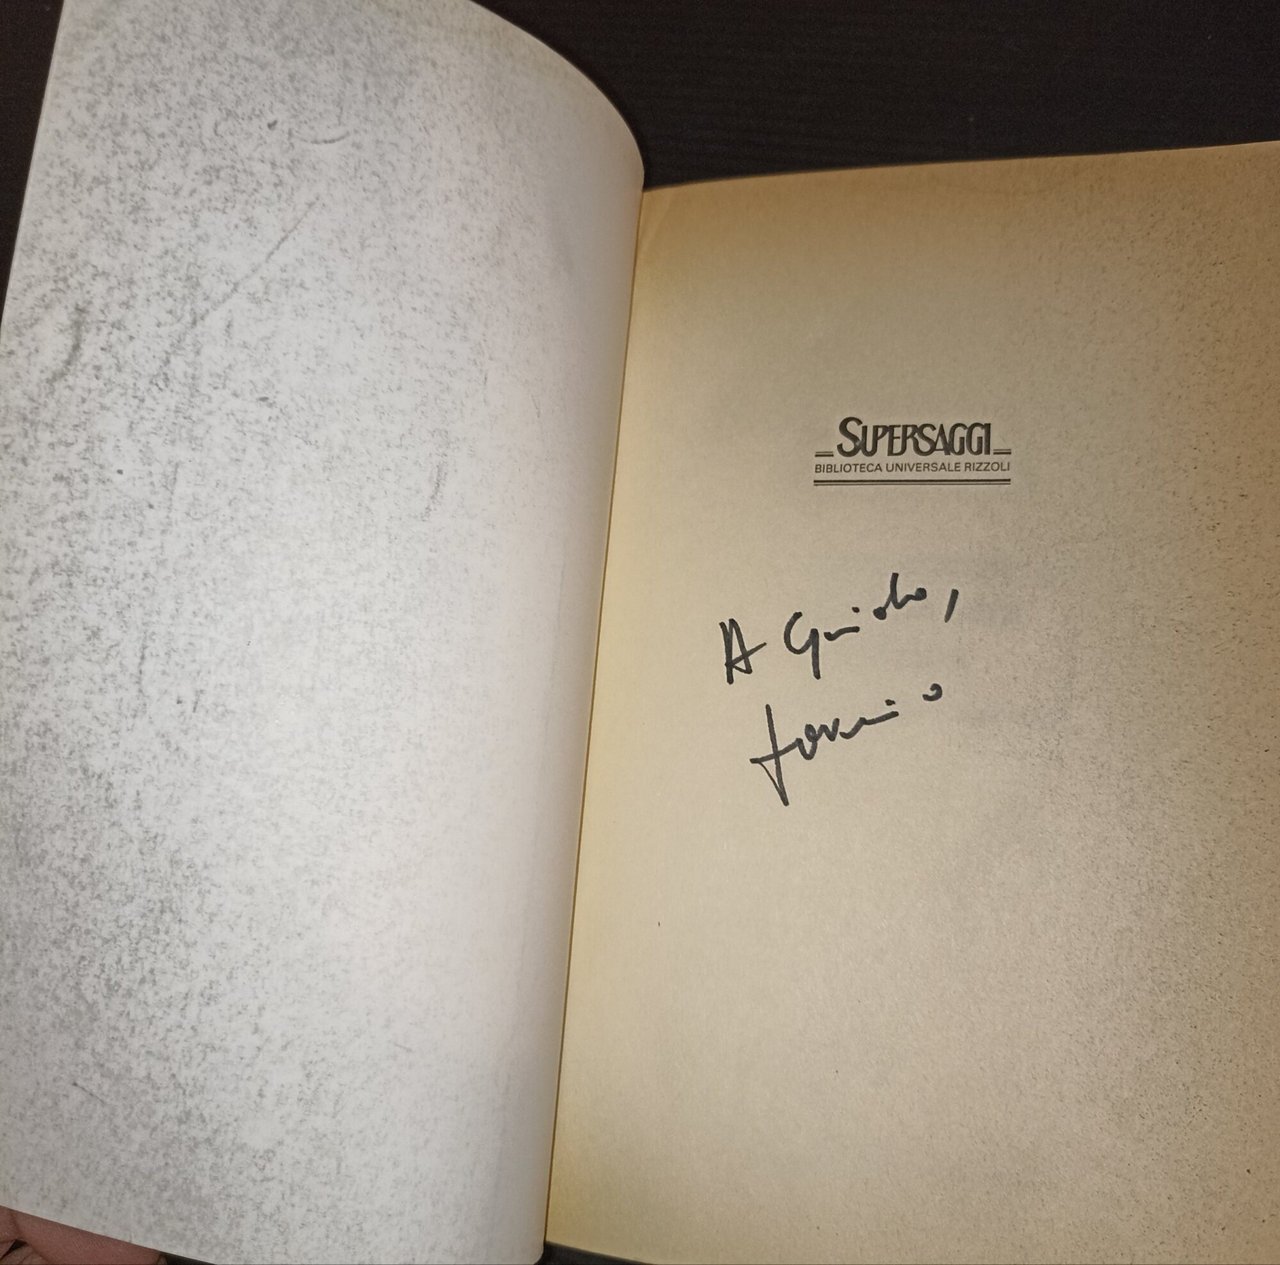 SUPERSAGGI
BIBLIOTECA UNIVERSALE RIZZOLI
A Guido,